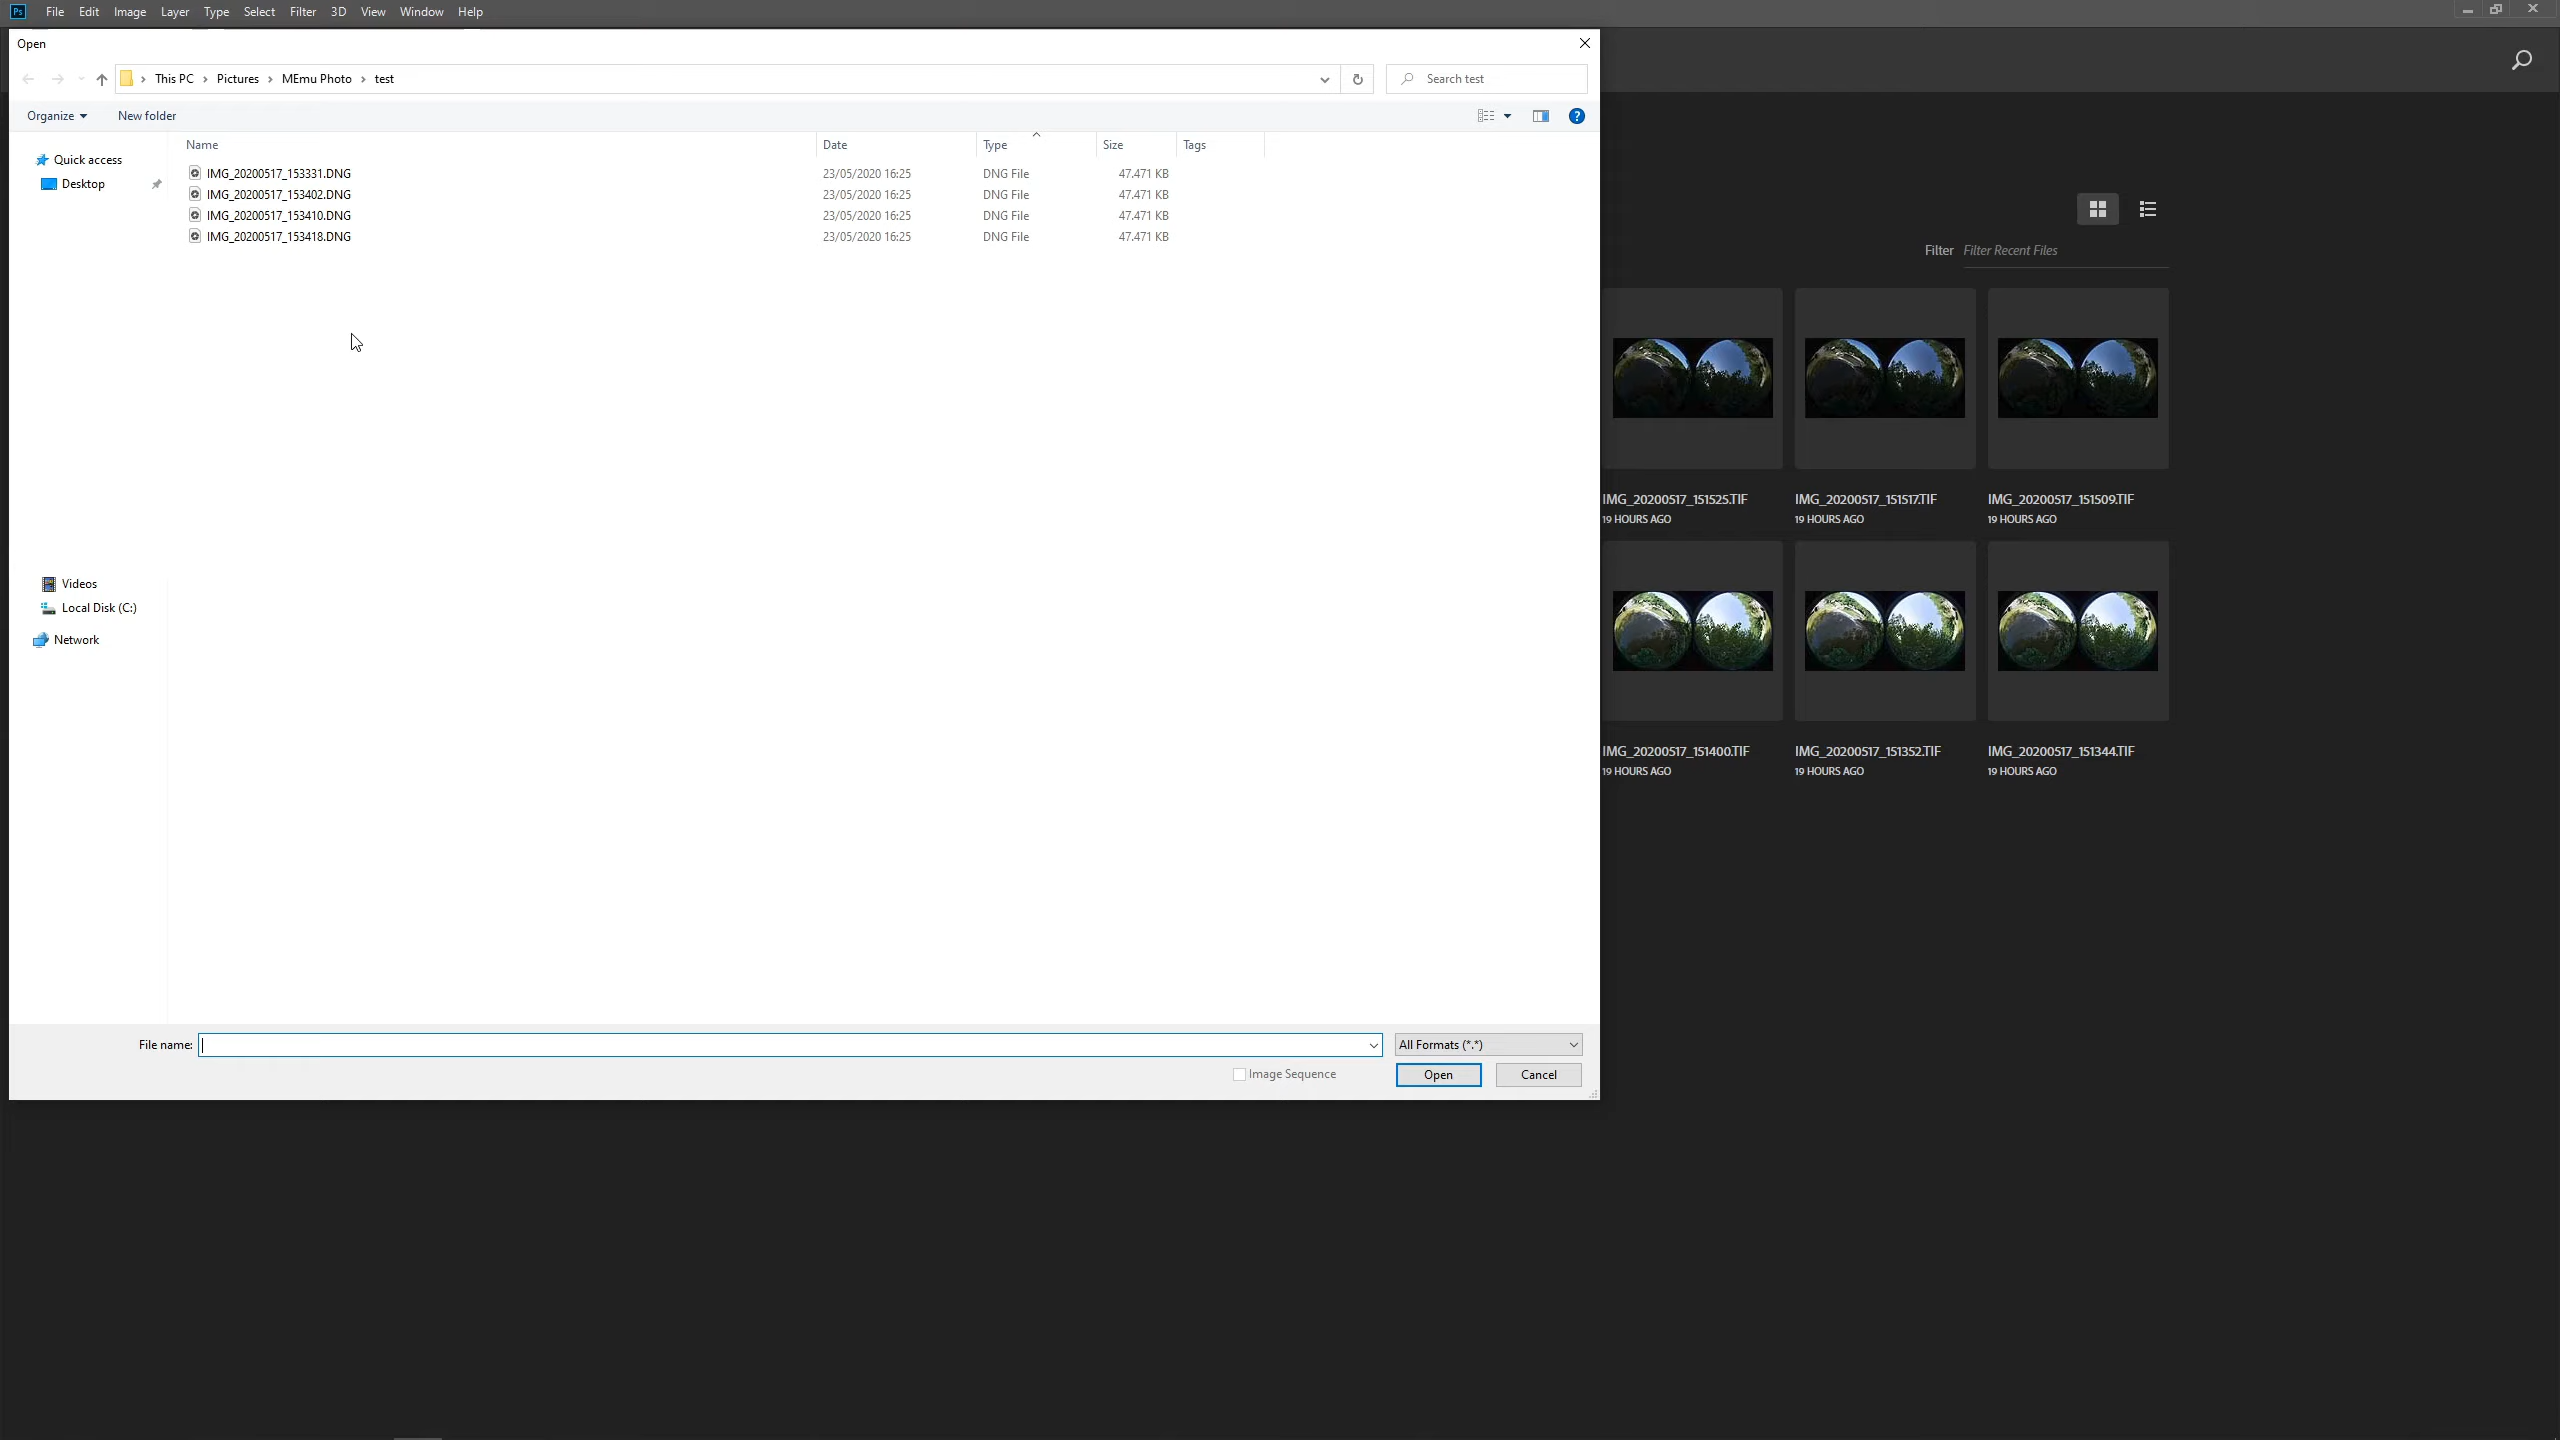 Ps File Edit Image Layer Type Select Filter 3D View Window Help
Open
This PC > Pictures > MEmu Photo > test
Search test
Organize New folder
Name Date Type Size Tags
Quick access
Desktop
IMG_20200517_153331.DNG 23/05/2020 16:25 DNG File 47.471 KB
IMG_20200517_153402.DNG 23/05/2020 16:25 DNG File 47.471 KB
IMG_20200517_153410.DNG 23/05/2020 16:25 DNG File 47.471 KB
IMG_20200517_153418.DNG 23/05/2020 16:25 DNG File 47.471 KB
Videos
Local Disk (C:)
Network
File name: All Formats (*.*)
Image Sequence Open Cancel
Filter Filter Recent Files
IMG_20200517_151525.TIF IMG_20200517_151517.TIF IMG_20200517_151509.TIF
19 HOURS AGO 19 HOURS AGO 19 HOURS AGO
IMG_20200517_151400.TIF IMG_20200517_151352.TIF IMG_20200517_151344.TIF
19 HOURS AGO 19 HOURS AGO 19 HOURS AGO